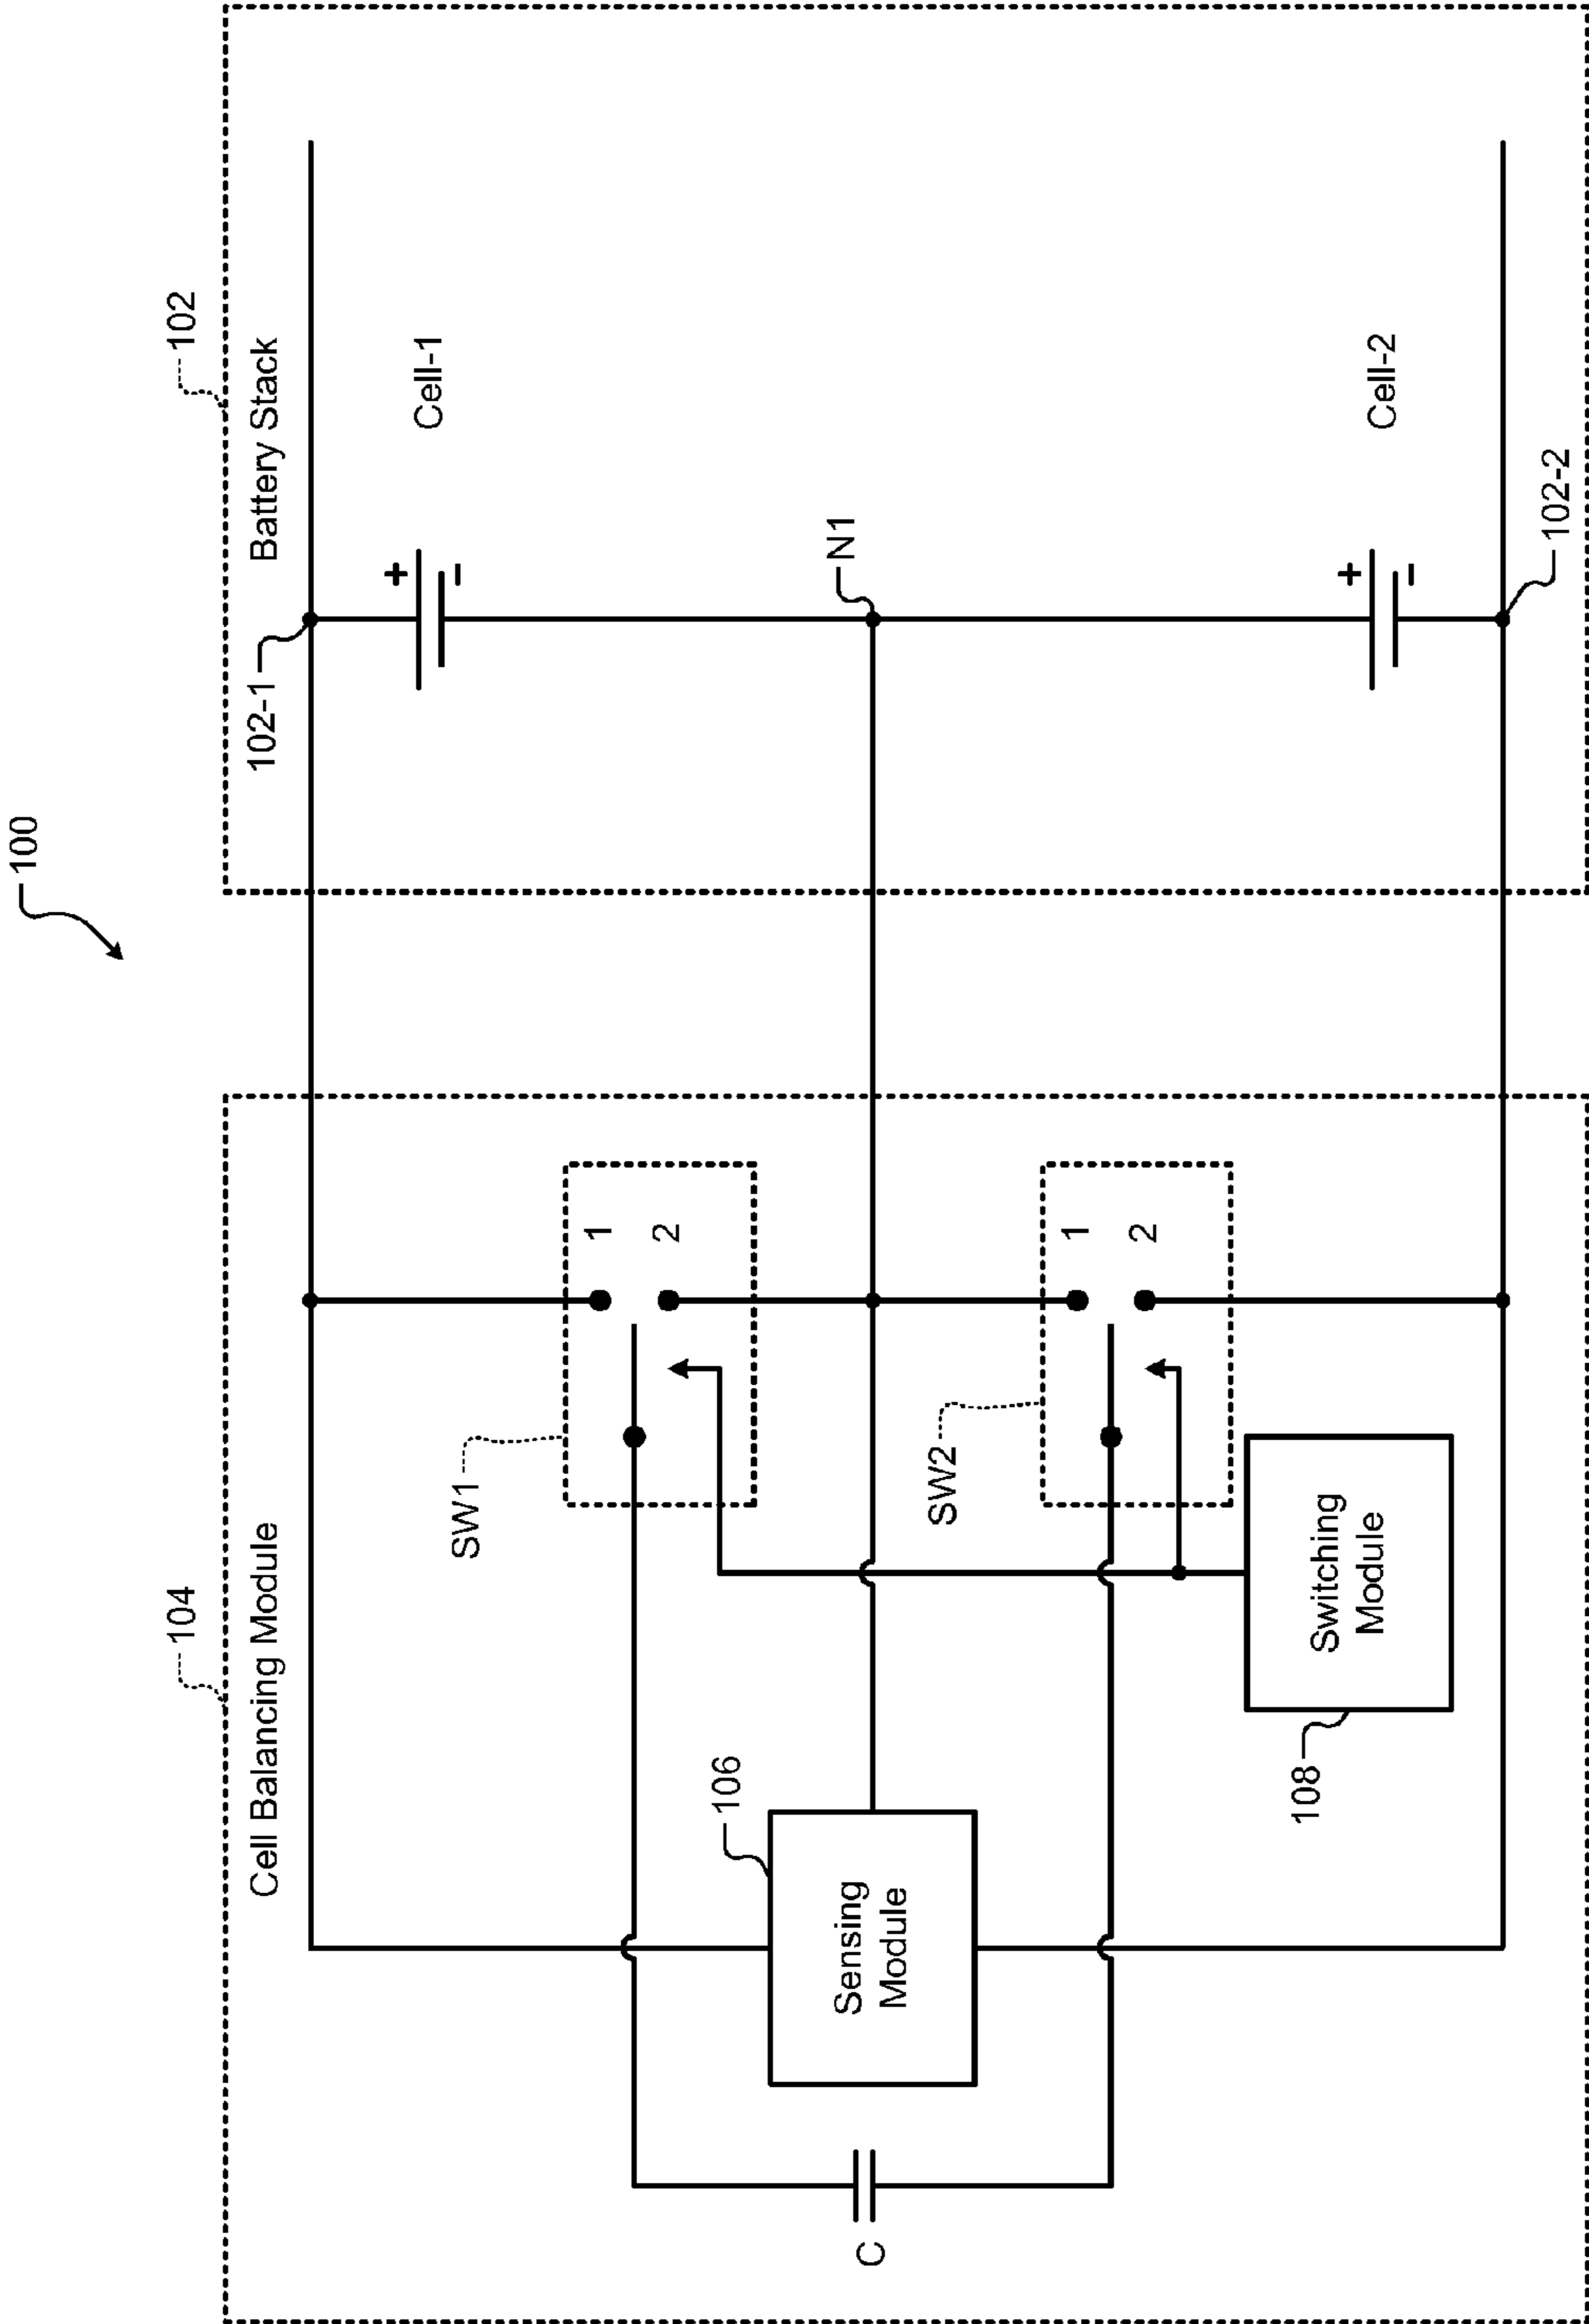 100
104
Cell Balancing Module
102
Battery Stack
102-1
+
-
Cell-1
SW1
1
2
N1
106
Sensing
Module
C
SW2
1
2
108
Switching
Module
+
-
Cell-2
102-2